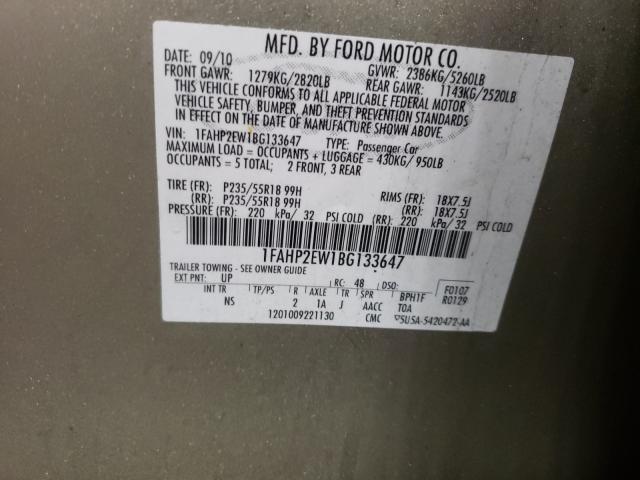 MFD. BY FORD MOTOR CO.
DATE: 09/10 GVWR: 2386KG/5260LB
FRONT GAWR: 1279KG/2820LB REAR GAWR: 1143KG/2520LB
THIS VEHICLE CONFORMS TO ALL APPLICABLE FEDERAL MOTOR
VEHICLE SAFETY, BUMPER, AND THEFT PREVENTION STANDARDS
IN EFFECT ON THE DATE OF MANUFACTURE SHOWN ABOVE.
VIN: 1FAHP2EW1BG133647 TYPE: Passenger Car
MAXIMUM LOAD = OCCUPANTS + LUGGAGE = 430KG/950LB
OCCUPANTS = 5 TOTAL; 2 FRONT, 3 REAR
TIRE (FR): P235/55R18 99H RIMS (FR): 18X7.5J
(RR): P235/55R18 99H (RR): 18X7.5J
PRESSURE (FR): 220 kPa/ 32 PSI COLD (RR): 220 kPa/ 32 PSI COLD
1FAHP2EW1BG133647
TRAILER TOWING - SEE OWNER GUIDE
EXT PNT: UP RC: 48 DSO: F0107
INT TR TP/PS R AXLE TR SPR BPH1F R0129
NS 2 1A J AACC TOA
1201009221130 CMC ▽5USA-5420472-AA